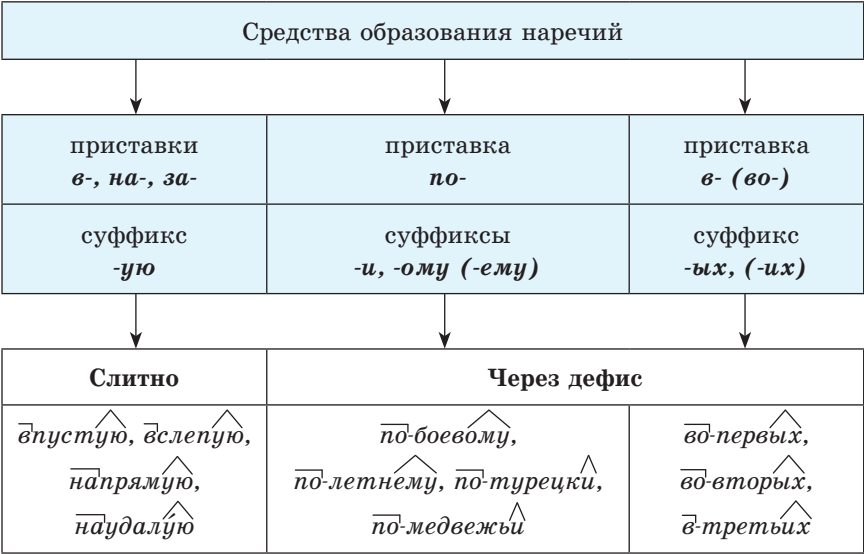 Средства образования наречий
приставки
в-, на-, за-
приставка
по-
приставка
в- (во-)
суффикс
-ую
суффиксы
-и, -ому (-ему)
суффикс
-ых, (-их)
Слитно
Через дефис
впустую, вслепую,
напрямую,
наудалу́ю
по-боевому,
по-летнему, по-турецки,
по-медвежьи
во-первых,
во-вторых,
в-третьих